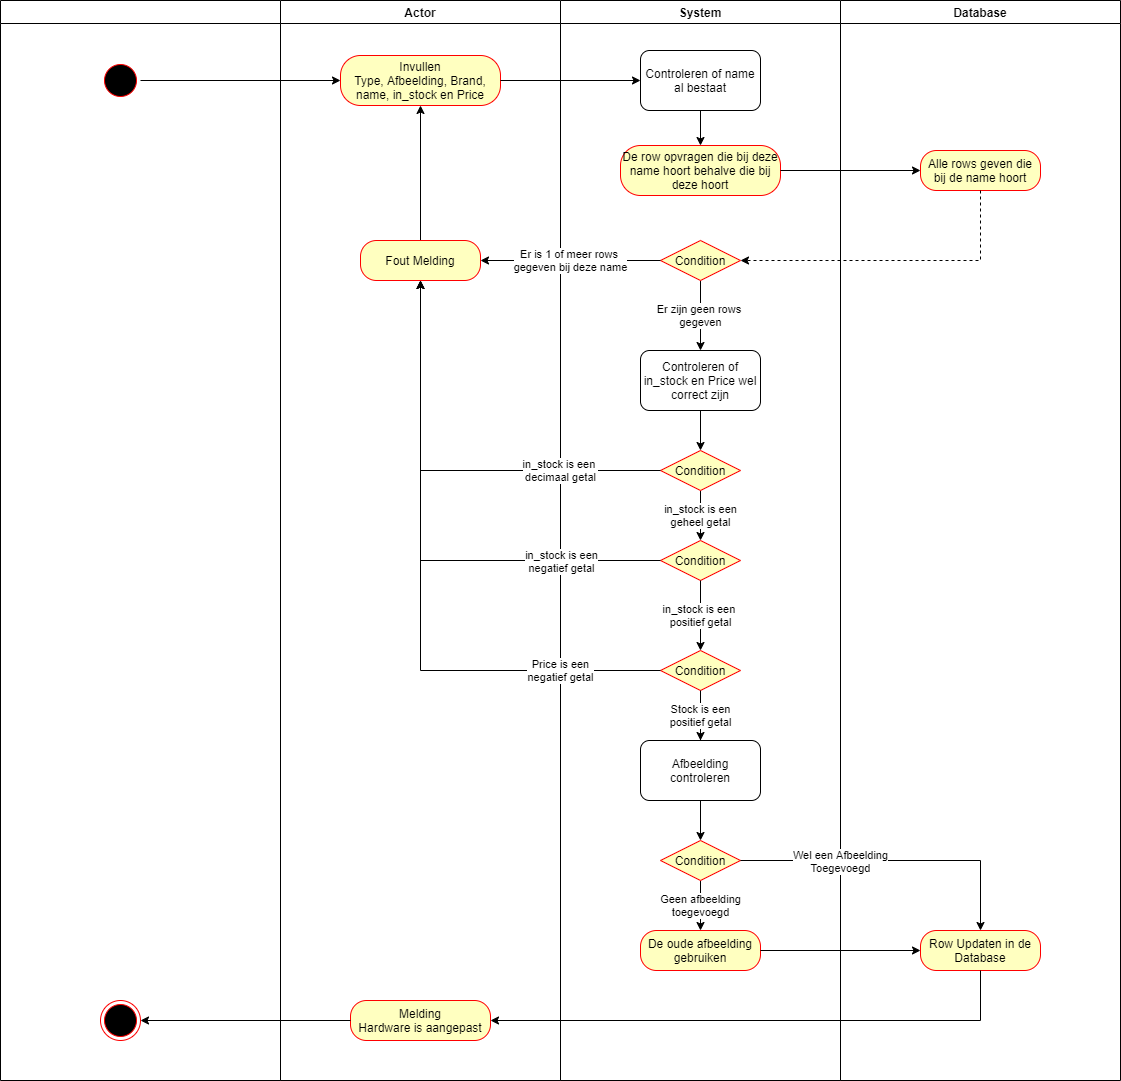 Actor
System
Database
Invullen
Type, Afbeelding, Brand,
name, in_stock en Price
Controleren of name
al bestaat
De row opvragen die bij deze
name hoort behalve die bij
deze hoort
Alle rows geven die
bij de name hoort
Fout Melding
Er is 1 of meer rows
gegeven bij deze name
Condition
Er zijn geen rows
gegeven
Controleren of
in_stock en Price wel
correct zijn
in_stock is een
decimaal getal
Condition
in_stock is een
geheel getal
in_stock is een
negatief getal
Condition
in_stock is een
positief getal
Price is een
negatief getal
Condition
Stock is een
positief getal
Afbeelding
controleren
Condition
Wel een Afbeelding
Toegevoegd
Geen afbeelding
toegevoegd
De oude afbeelding
gebruiken
Row Updaten in de
Database
Melding
Hardware is aangepast